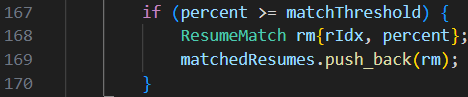 167 if (percent >= matchThreshold) {
168 ResumeMatch rm{rIdx, percent};
169 matchedResumes.push_back(rm);
170 }